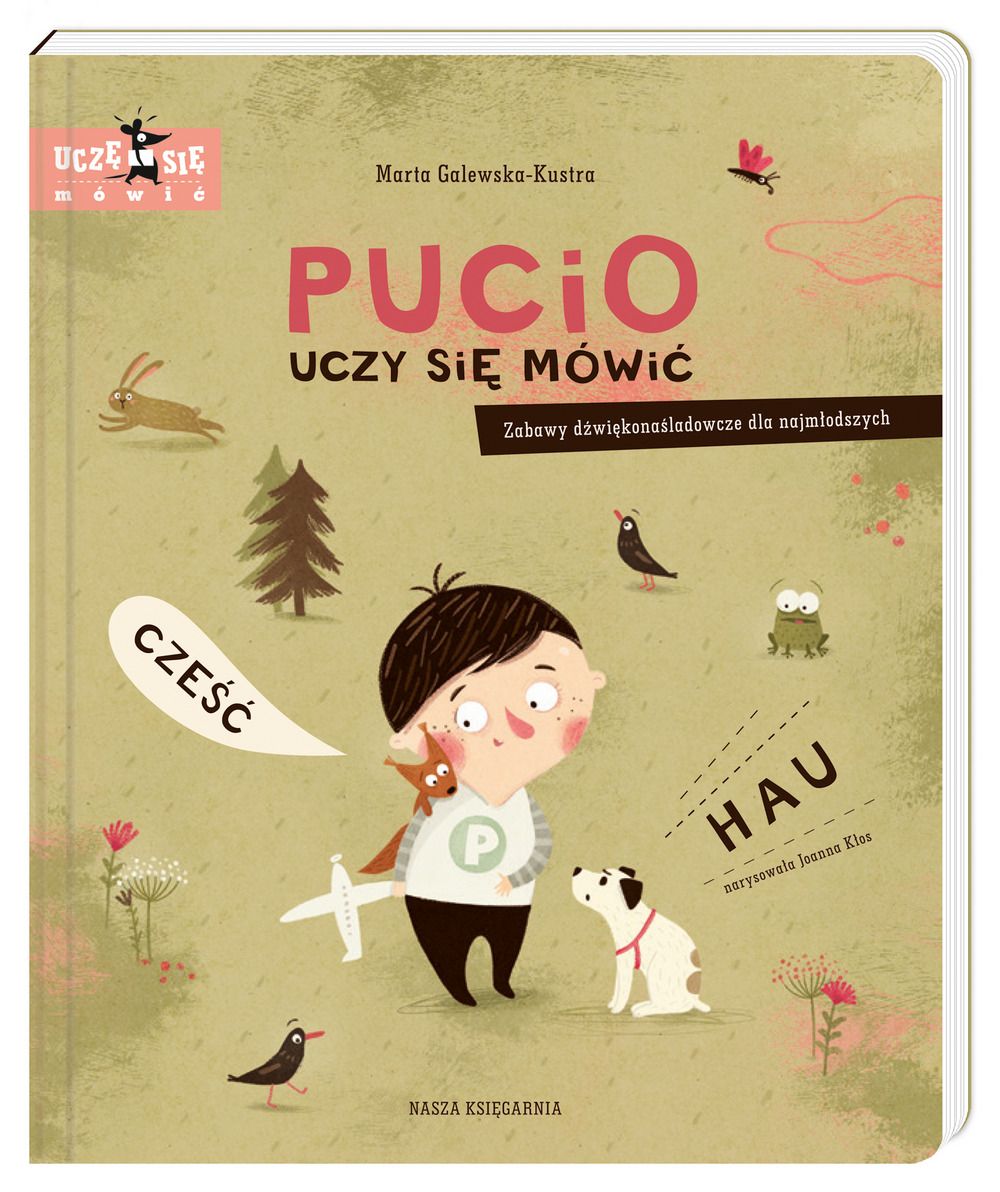 UCZĘ SIĘ
mówić
Marta Galewska-Kustra
PUCiO
UCZY SiĘ MÓWiĆ
Zabawy dźwiękonaśladowcze dla najmłodszych
CZEŚĆ
HAU
narysowała Joanna Kłos
P
NASZA KSIĘGARNIA